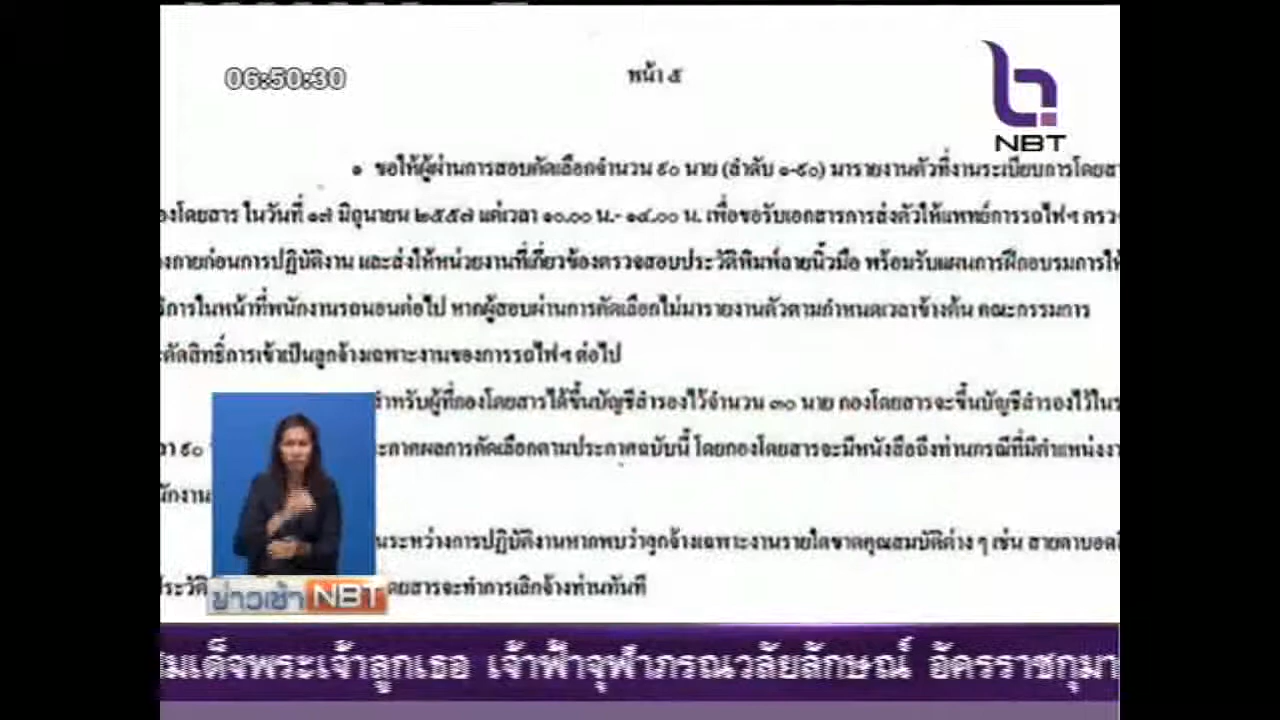 06:50:30
หน้า ๕
NBT
๑ ขอให้ผู้ผ่านการสอบคัดเลือกจำนวน ๙๐ นาย (ลำดับ ๑-๙๐) มารายงานตัวที่งานระเบียบการโดยสา
องโดยสาร ในวันที่ ๑๗ มิถุนายน ๒๕๕๗ แต่เวลา ๑๐.๐๐ น.- ๑๔.๐๐ น. เพื่อขอรับเอกสารการส่งตัวให้แพทย์การรถไฟฯ ตรวจ
งกายก่อนการปฏิบัติงาน และส่งให้หน่วยงานที่เกี่ยวข้องตรวจสอบประวัติพิมพ์ลายนิ้วมือ พร้อมรับแผนการฝึกอบรมการให้
ริการในหน้าที่พนักงานรถนอนต่อไป หากผู้สอบผ่านการคัดเลือกไม่มารายงานตัวตามกำหนดเวลาข้างต้น คณะกรรมการ
ะตัดสิทธิ์การเข้าเป็นลูกจ้างเฉพาะงานของการรถไฟฯ ต่อไป
สำหรับผู้ที่กองโดยสารได้ขึ้นบัญชีสำรองไว้จำนวน ๓๐ นาย กองโดยสารจะขึ้นบัญชีสำรองไว้ในร
ลา ๙๐ ะกาศผลการคัดเลือกตามประกาศฉบับนี้ โดยกองโดยสารจะมีหนังสือถึงท่านกรณีที่มีตำแหน่งว
นักงาน
นระหว่างการปฏิบัติงานหากพบว่าลูกจ้างเฉพาะงานรายใดขาดคุณสมบัติต่าง ๆ เช่น สายตาบอดสี
ประวัติ ดยสารจะทำการเลิกจ้างท่านทันที
ข่าวเช้า NBT
สมเด็จพระเจ้าลูกเธอ เจ้าฟ้าจุฬาภรณวลัยลักษณ์ อัครราชกุมา